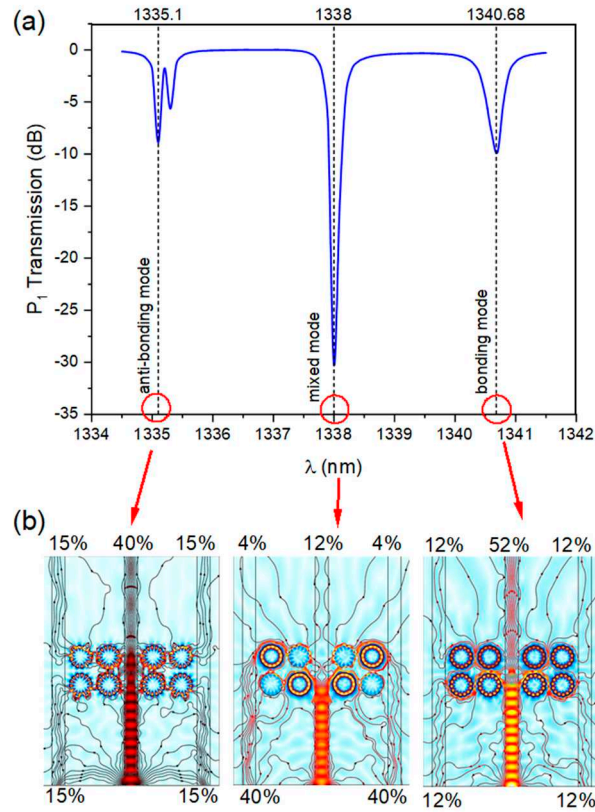 (a)
1335.1 1338 1340.68
0
-5
-10
-15
-20
-25
-30
-35
P₁ Transmission (dB)
anti-bonding mode
mixed mode
bonding mode
1334 1335 1336 1337 1338 1339 1340 1341 1342
λ (nm)
(b)
15% 40% 15% 4% 12% 4% 12% 52% 12%
15% 15% 40% 40% 12% 12%